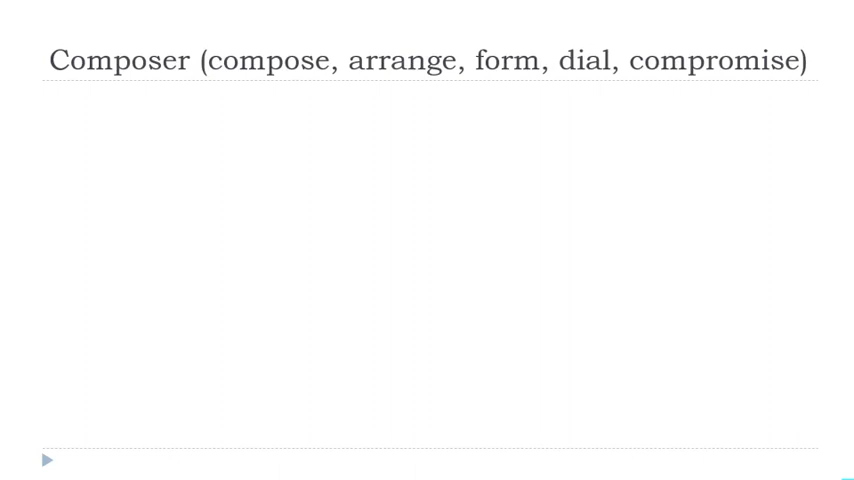 Composer (compose, arrange, form, dial, compromise)